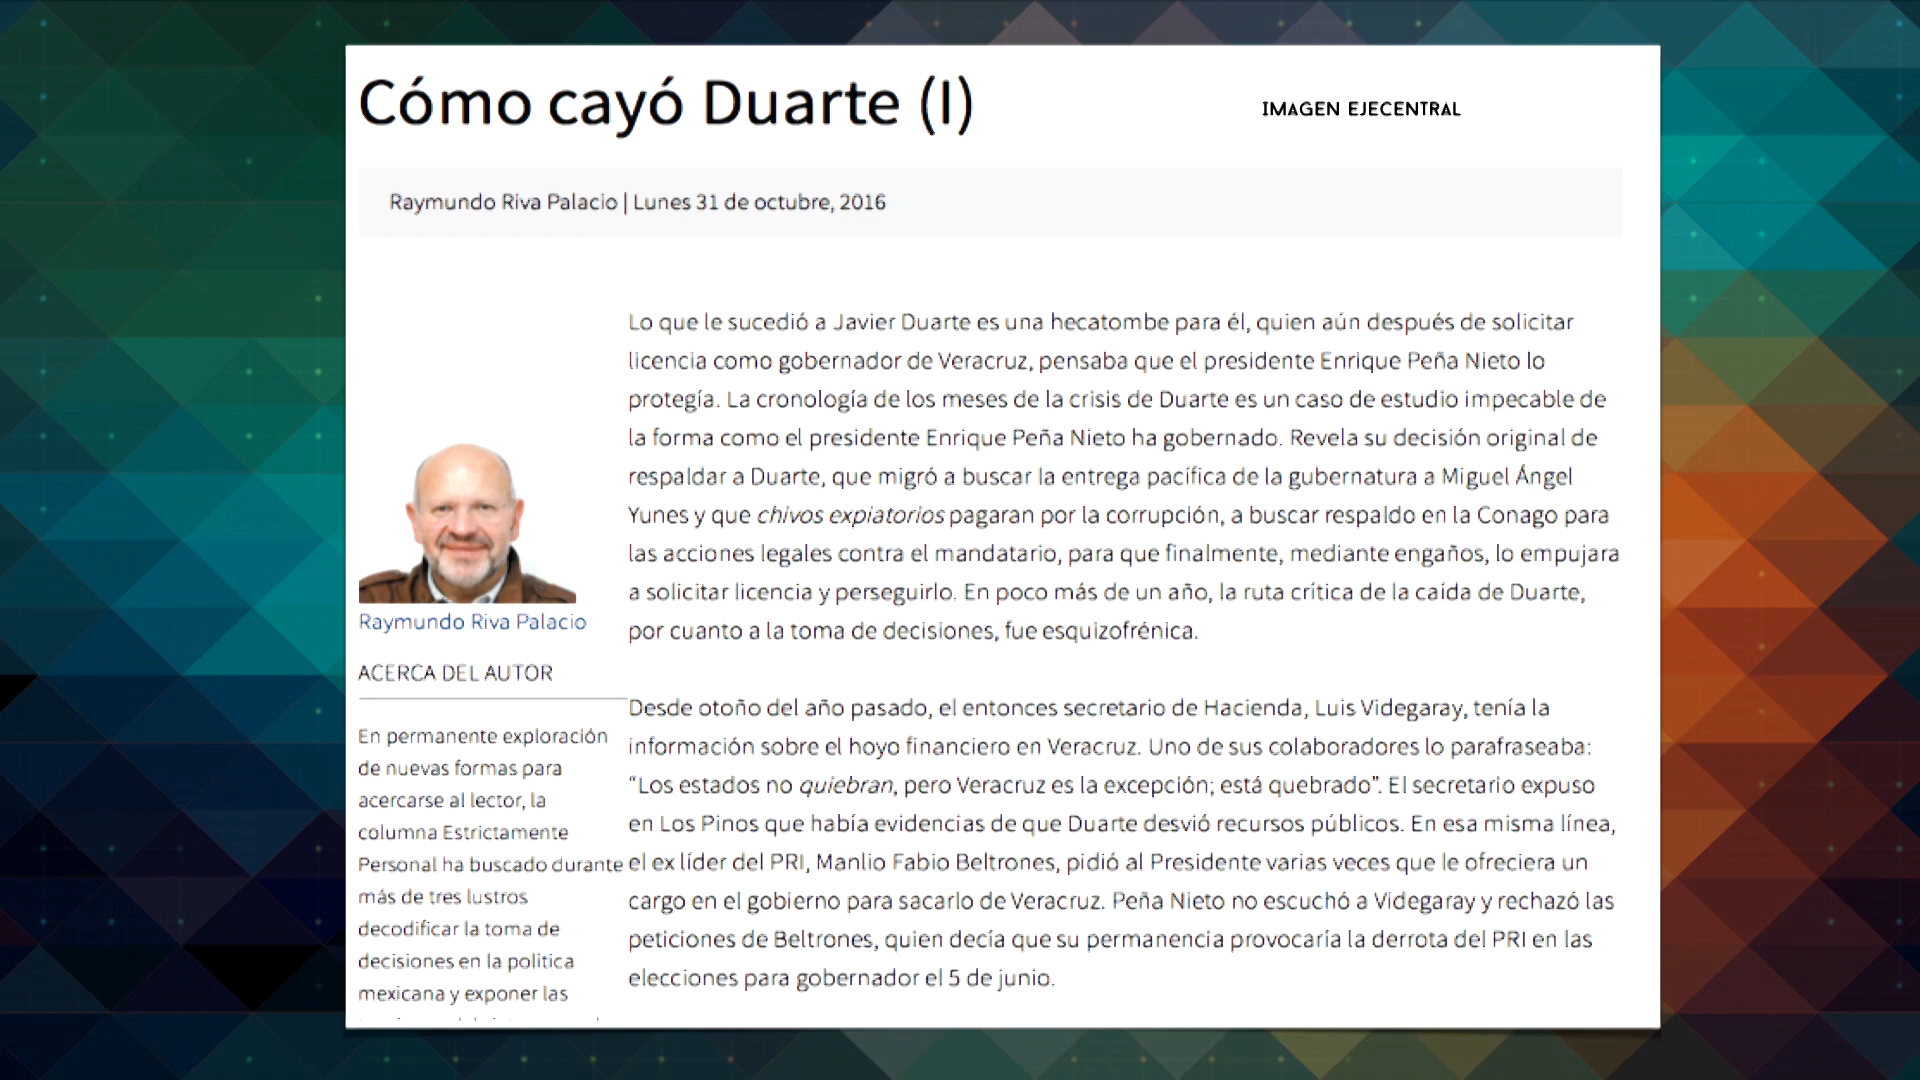 Cómo cayó Duarte (I)
IMAGEN EJECENTRAL
Raymundo Riva Palacio | Lunes 31 de octubre, 2016
Raymundo Riva Palacio
ACERCA DEL AUTOR
En permanente exploración
de nuevas formas para
acercarse al lector, la
columna Estrictamente
Personal ha buscado durante
más de tres lustros
decodificar la toma de
decisiones en la politica
mexicana y exponer las
Lo que le sucedió a Javier Duarte es una hecatombe para él, quien aún después de solicitar
licencia como gobernador de Veracruz, pensaba que el presidente Enrique Peña Nieto lo
protegía. La cronología de los meses de la crisis de Duarte es un caso de estudio impecable de
la forma como el presidente Enrique Peña Nieto ha gobernado. Revela su decisión original de
respaldar a Duarte, que migró a buscar la entrega pacífica de la gubernatura a Miguel Ángel
Yunes y que chivos expiatorios pagaran por la corrupción, a buscar respaldo en la Conago para
las acciones legales contra el mandatario, para que finalmente, mediante engaños, lo empujara
a solicitar licencia y perseguirlo. En poco más de un año, la ruta crítica de la caída de Duarte,
por cuanto a la toma de decisiones, fue esquizofrénica.
Desde otoño del año pasado, el entonces secretario de Hacienda, Luis Videgaray, tenía la
información sobre el hoyo financiero en Veracruz. Uno de sus colaboradores lo parafraseaba:
“Los estados no quiebran, pero Veracruz es la excepción; está quebrado”. El secretario expuso
en Los Pinos que había evidencias de que Duarte desvió recursos públicos. En esa misma línea,
el ex líder del PRI, Manlio Fabio Beltrones, pidió al Presidente varias veces que le ofreciera un
cargo en el gobierno para sacarlo de Veracruz. Peña Nieto no escuchó a Videgaray y rechazó las
peticiones de Beltrones, quien decía que su permanencia provocaría la derrota del PRI en las
elecciones para gobernador el 5 de junio.